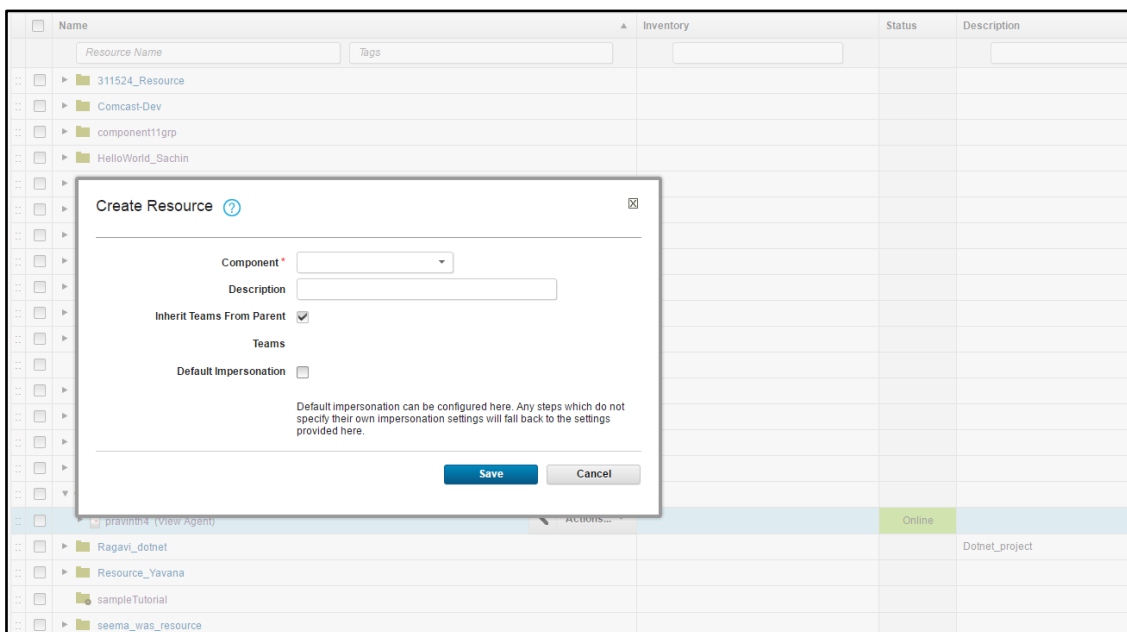 Name Inventory Status Description
Resource Name Tags
311524_Resource
Comcast-Dev
component11grp
HelloWorld_Sachin
Create Resource ?
Component *
Description
Inherit Teams From Parent
Teams
Default Impersonation
Default impersonation can be configured here. Any steps which do not
specify their own impersonation settings will fall back to the settings
provided here.
Save Cancel
pravinth4 (View Agent) Actions... Online
Ragavi_dotnet Dotnet_project
Resource_Yavana
sampleTutorial
seema_was_resource